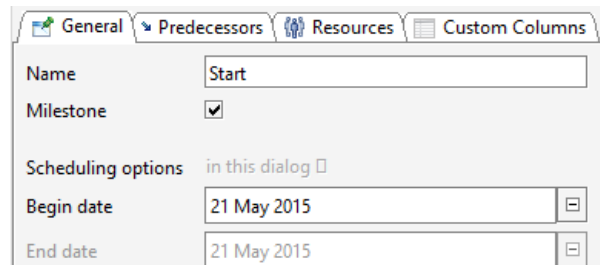 General Predecessors Resources Custom Columns
Name Start
Milestone
Scheduling options in this dialog
Begin date 21 May 2015
End date 21 May 2015